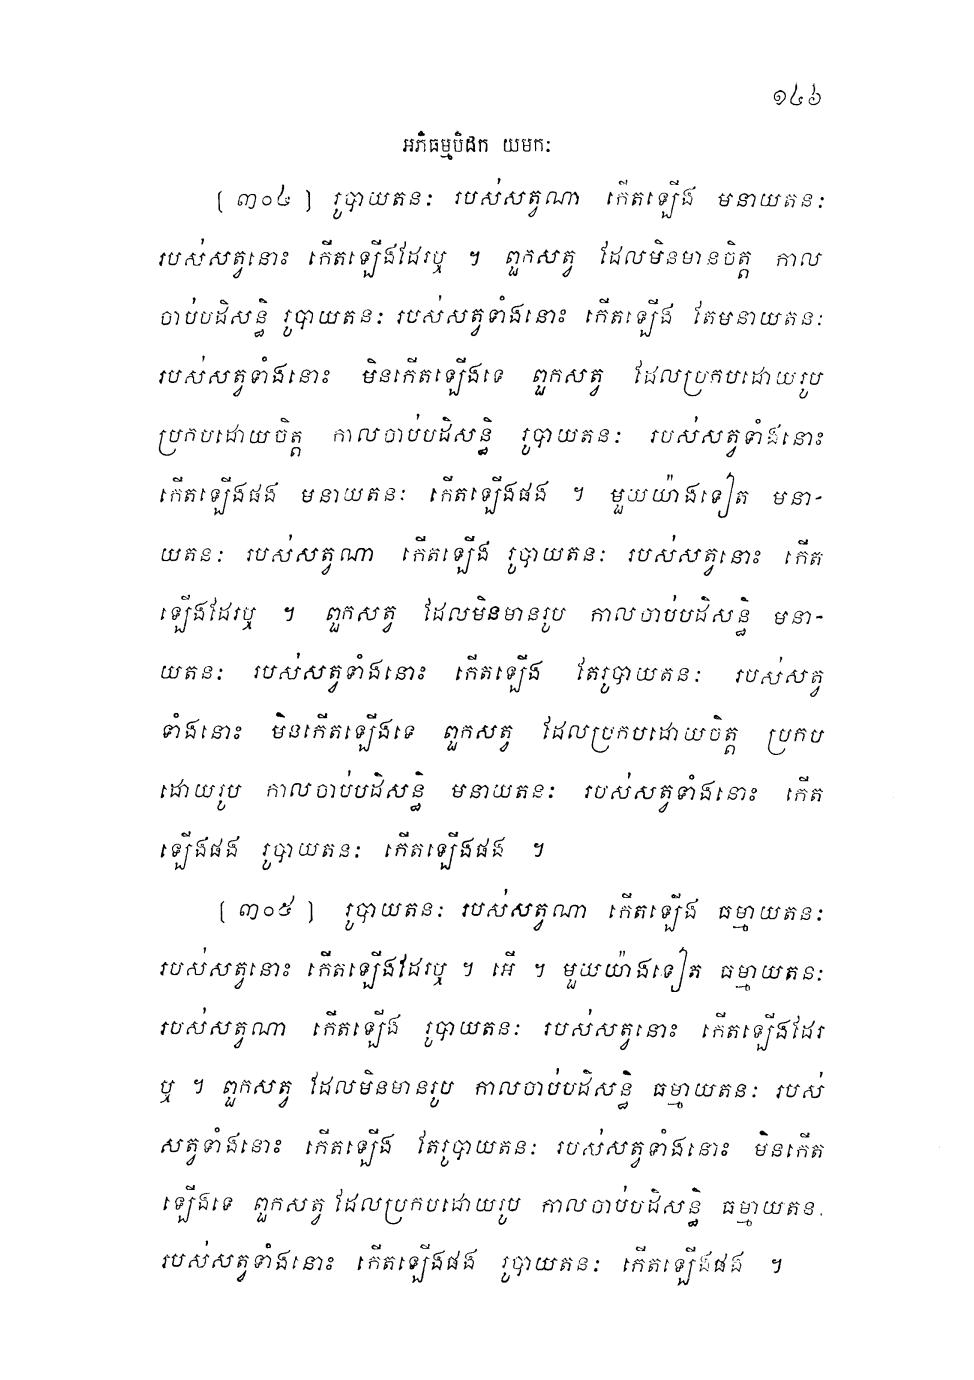 ១៤៦
អភិធម្មបិដក យមកៈ
[ ៣០៤ ] រូបាយតនៈ របស់សត្វណា កើតឡើង មនាយតនៈ
របស់សត្វនោះ កើតឡើងដែរឬ ។ ពួកសត្វ ដែលមិនមានចិត្ត កាល
ចាប់បដិសន្ធិ រូបាយតនៈ របស់សត្វទាំងនោះ កើតឡើង តែមនាយតនៈ
របស់សត្វទាំងនោះ មិនកើតឡើងទេ ពួកសត្វ ដែលប្រកបដោយរូប
ប្រកបដោយចិត្ត កាលចាប់បដិសន្ធិ រូបាយតនៈ របស់សត្វទាំងនោះ
កើតឡើងផង មនាយតនៈ កើតឡើងផង ។ មួយយ៉ាងទៀត មនា-
យតនៈ របស់សត្វណា កើតឡើង រូបាយតនៈ របស់សត្វនោះ កើត
ឡើងដែរឬ ។ ពួកសត្វ ដែលមិនមានរូប កាលចាប់បដិសន្ធិ មនា-
យតនៈ របស់សត្វទាំងនោះ កើតឡើង តែរូបាយតនៈ របស់សត្វ
ទាំងនោះ មិនកើតឡើងទេ ពួកសត្វ ដែលប្រកបដោយចិត្ត ប្រកប
ដោយរូប កាលចាប់បដិសន្ធិ មនាយតនៈ របស់សត្វទាំងនោះ កើត
ឡើងផង រូបាយតនៈ កើតឡើងផង ។
[ ៣០៥ ] រូបាយតនៈ របស់សត្វណា កើតឡើង ធម្មាយតនៈ
របស់សត្វនោះ កើតឡើងដែរឬ ។ អើ ។ មួយយ៉ាងទៀត ធម្មាយតនៈ
របស់សត្វណា កើតឡើង រូបាយតនៈ របស់សត្វនោះ កើតឡើងដែរ
ឬ ។ ពួកសត្វ ដែលមិនមានរូប កាលចាប់បដិសន្ធិ ធម្មាយតនៈ របស់
សត្វទាំងនោះ កើតឡើង តែរូបាយតនៈ របស់សត្វទាំងនោះ មិនកើត
ឡើងទេ ពួកសត្វ ដែលប្រកបដោយរូប កាលចាប់បដិសន្ធិ ធម្មាយតនៈ
របស់សត្វទាំងនោះ កើតឡើងផង រូបាយតនៈ កើតឡើងផង ។